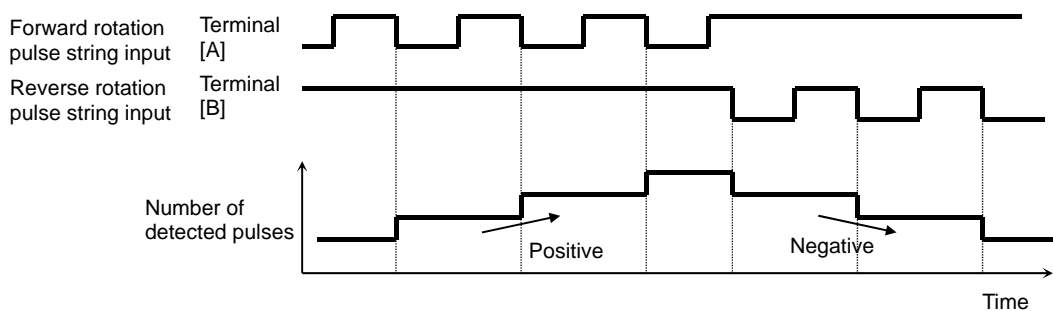 Forward rotation
pulse string input
Terminal
[A]
Reverse rotation
pulse string input
Terminal
[B]
Number of
detected pulses
Positive
Negative
Time